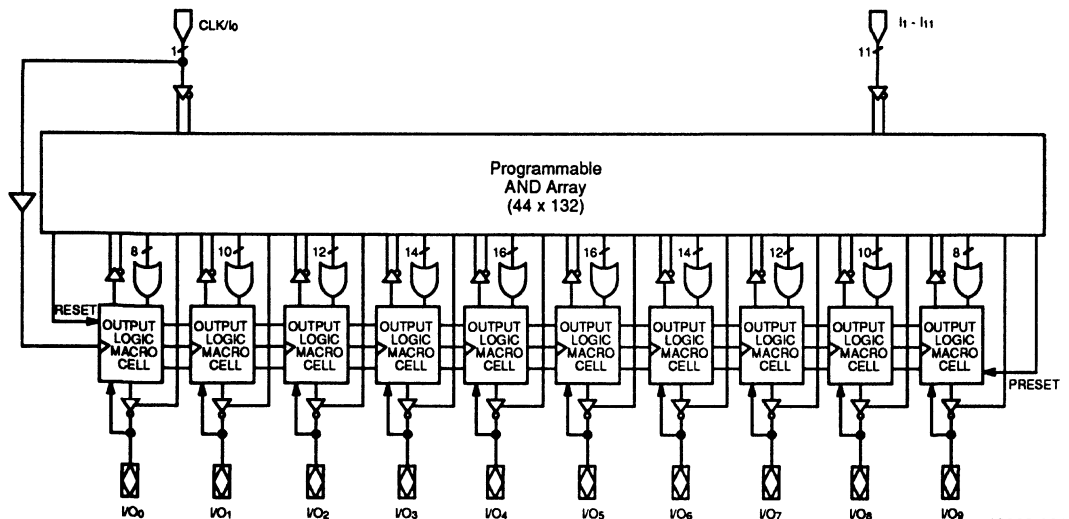 CLK/I0
I1 - I11
1
11
Programmable
AND Array
(44 x 132)
8
10
12
14
16
16
14
12
10
8
RESET
OUTPUT
LOGIC
MACRO
CELL
OUTPUT
LOGIC
MACRO
CELL
OUTPUT
LOGIC
MACRO
CELL
OUTPUT
LOGIC
MACRO
CELL
OUTPUT
LOGIC
MACRO
CELL
OUTPUT
LOGIC
MACRO
CELL
OUTPUT
LOGIC
MACRO
CELL
OUTPUT
LOGIC
MACRO
CELL
OUTPUT
LOGIC
MACRO
CELL
OUTPUT
LOGIC
MACRO
CELL
PRESET
I/O0
I/O1
I/O2
I/O3
I/O4
I/O5
I/O6
I/O7
I/O8
I/O9